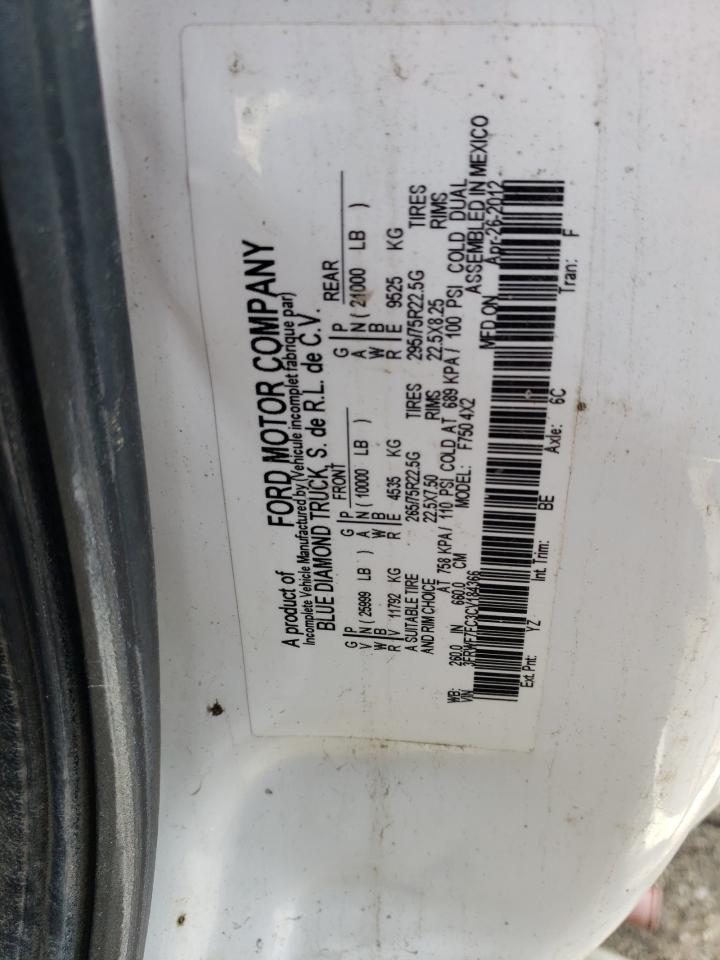 A product of FORD MOTOR COMPANY
Incomplete Vehicle Manufactured by (Vehicule incomplet fabrique par)
BLUE DIAMOND TRUCK, S. de R.L. de C.V.
FRONT REAR
G P G P G P
V N ( 25999 LB ) A N ( 10000 LB ) A N ( 21000 LB )
W B W B W B
R V 11792 KG R E 4535 KG R E 9525 KG
A SUITABLE TIRE 265/75R22.5G TIRES 295/75R22.5G TIRES
AND RIM CHOICE 22.5X7.50 RIMS 22.5X8.25 RIMS
AT 758 KPA/ 110 PSI COLD AT 689 KPA/ 100 PSI COLD DUAL
WB: 260.0 IN 660.0 CM MODEL: F750 4X2 ASSEMBLED IN MEXICO
VIN 3FRWF7FC3CV184366 MFD ON Apr-26-2012
Ext. Pnt: YZ Int. Trim: BE Axle: 6C Tran: F